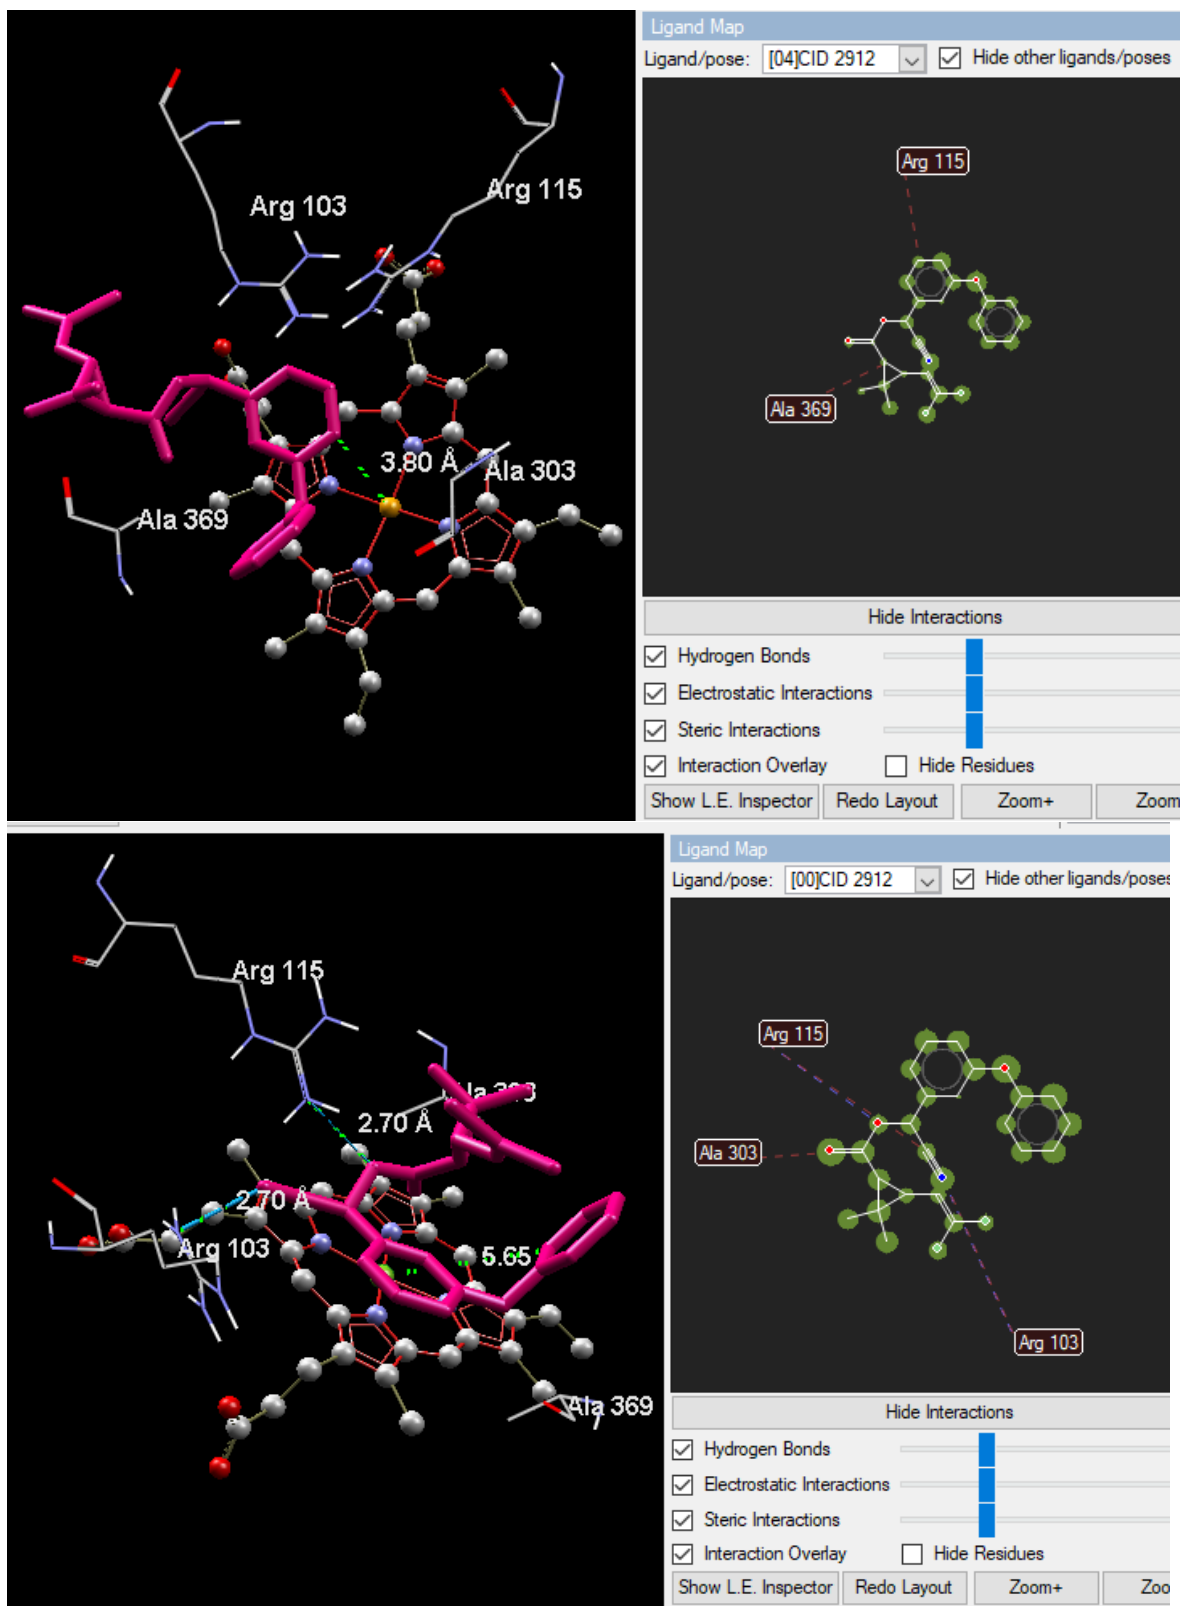 Ligand Map
Ligand/pose: [04]CID 2912 Hide other ligands/poses
Arg 115
Arg 103
Arg 115
Ala 369
3.80 Å
Ala 303
Ala 369
Hide Interactions
Hydrogen Bonds
Electrostatic Interactions
Steric Interactions
Interaction Overlay Hide Residues
Show L.E. Inspector Redo Layout Zoom+ Zoom
Ligand Map
Ligand/pose: [00]CID 2912 Hide other ligands/poses
Arg 115
2.70 Å
2.70 Å
Arg 103
5.65
Ala 369
Arg 115
Ala 303
Arg 103
Hide Interactions
Hydrogen Bonds
Electrostatic Interactions
Steric Interactions
Interaction Overlay Hide Residues
Show L.E. Inspector Redo Layout Zoom+ Zoo